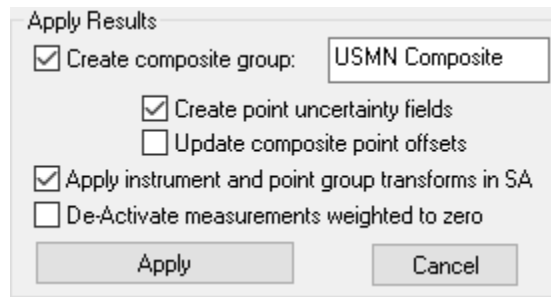 Apply Results
Create composite group: USMN Composite
Create point uncertainty fields
Update composite point offsets
Apply instrument and point group transforms in SA
De-Activate measurements weighted to zero
Apply Cancel